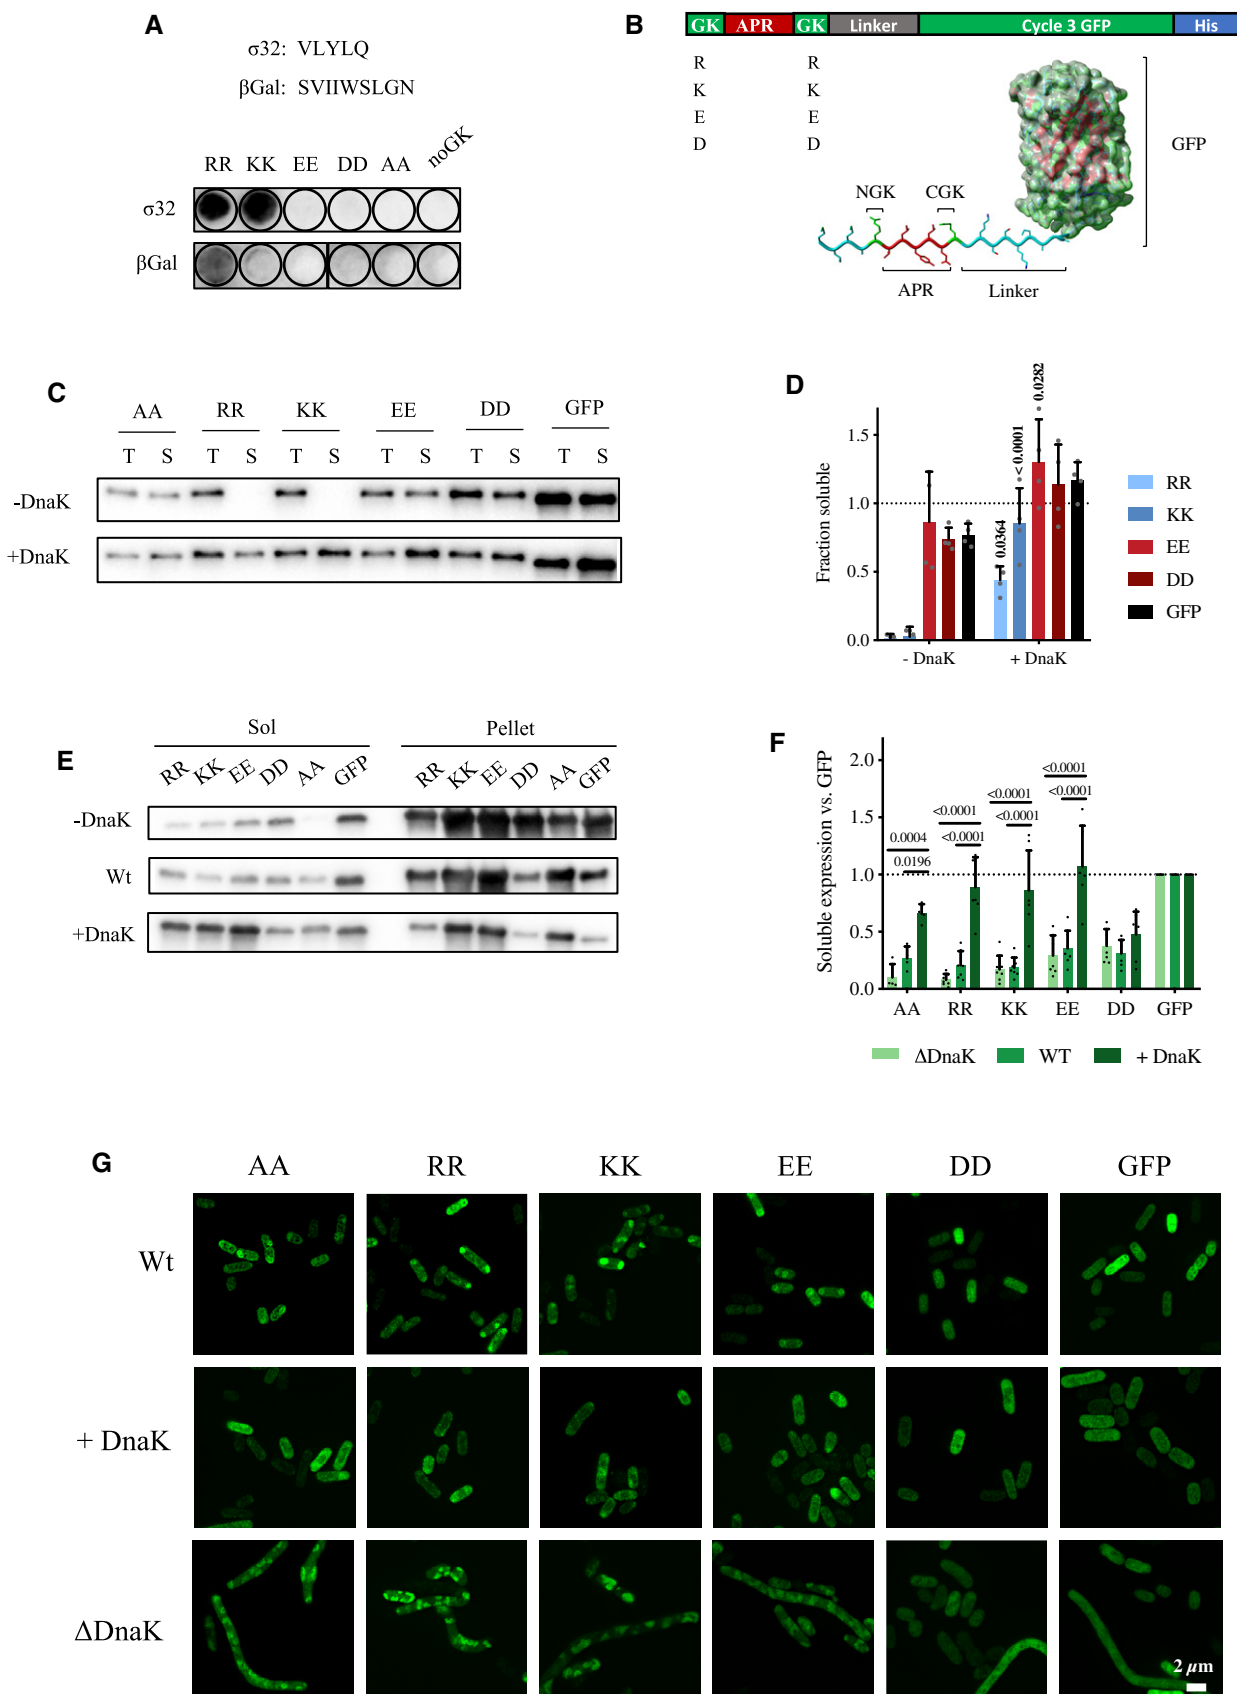 A
σ32: VLYLQ
βGal: SVIIWSLGN
RR KK EE DD AA noGK
σ32
βGal
B
GK APR GK Linker Cycle 3 GFP His
R R
K K
E E
D D
GFP
NGK CGK
APR Linker
C
AA RR KK EE DD GFP
T S T S T S T S T S T S
-DnaK
+DnaK
D
Fraction soluble
1.5
1.0
0.5
0.0
0.0364
< 0.0001
0.0282
- DnaK + DnaK
RR
KK
EE
DD
GFP
E
Sol Pellet
RR KK EE DD AA GFP RR KK EE DD AA GFP
-DnaK
Wt
+DnaK
F
Soluble expression vs. GFP
2.0
1.5
1.0
0.5
0.0
0.0004
0.0196
<0.0001
<0.0001
<0.0001
<0.0001
<0.0001
<0.0001
AA RR KK EE DD GFP
ΔDnaK WT + DnaK
G
AA RR KK EE DD GFP
Wt
+ DnaK
ΔDnaK
2 µm